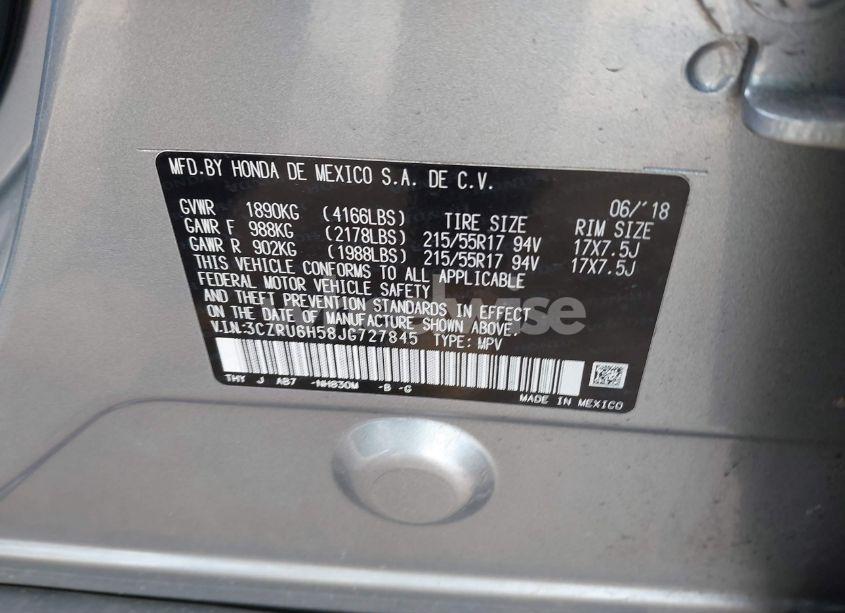 MFD.BY HONDA DE MEXICO S.A. DE C.V.
06/'18
GVWR 1890KG (4166LBS) TIRE SIZE RIM SIZE
GAWR F 988KG (2178LBS) 215/55R17 94V 17X7.5J
GAWR R 902KG (1988LBS) 215/55R17 94V 17X7.5J
THIS VEHICLE CONFORMS TO ALL APPLICABLE
FEDERAL MOTOR VEHICLE SAFETY
AND THEFT PREVENTION STANDARDS IN EFFECT
ON THE DATE OF MANUFACTURE SHOWN ABOVE.
V.I.N:3CZRU6H58JG727845 TYPE: MPV
THY J AB7 -NH830M -B -G
MADE IN MEXICO